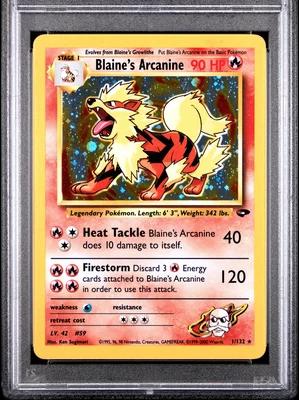 STAGE 1
Evolves from Blaine's Growlithe
Put Blaine's Arcanine on the Basic Pokémon
Blaine's Arcanine 90 HP
Legendary Pokémon. Length: 6' 3", Weight: 342 lbs.
Heat Tackle Blaine's Arcanine
does 10 damage to itself.
40
Firestorm Discard 3 Energy
cards attached to Blaine's Arcanine
in order to use this attack.
120
weakness
resistance
retreat cost
LV. 42 #59
Illus. Ken Sugimori
©1995, 96, 98 Nintendo, Creatures, GAMEFREAK. ©1999-2000 Wizards.
1/132